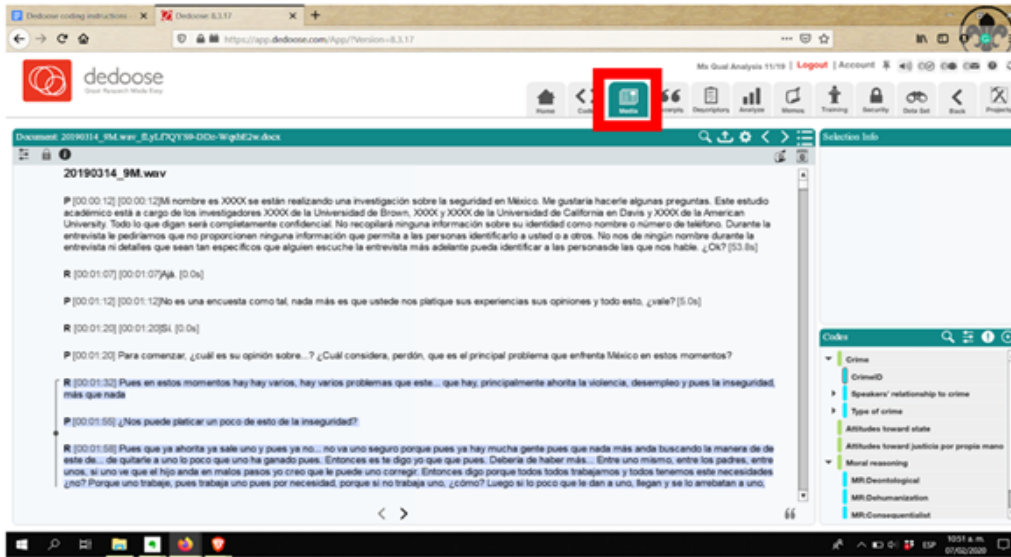 Dedoose coding instructions
Dedoose 8.3.17
https://app.dedoose.com/App/?Version=8.3.17
dedoose
Great Research Made Easy
Mx Qual Analysis 11/19 | Logout | Account
Home
Media
Excerpts
Descriptors
Analyze
Memos
Training
Security
Data Set
Back
Projects
Document: 20190314_9M.wav
Selection Info
20190314_9M.wav
P [00:00:12] [00:00:12]Mi nombre es XXXX se están realizando una investigación sobre la seguridad en México. Me gustaría hacerle algunas preguntas. Este estudio
académico está a cargo de los investigadores XXXX de la Universidad de Brown, XXXX y XXXX de la Universidad de California en Davis y XXXX de la American
University. Todo lo que digan será completamente confidencial. No recopilará ninguna información sobre su identidad como nombre o número de teléfono. Durante la
entrevista le pediríamos que no proporcionen ninguna información que permita a las personas identificarlo a usted o a otros. No nos de ningún nombre durante la
entrevista ni detalles que sean tan específicos que alguien escuche la entrevista más adelante pueda identificar a las personasde las que nos hable. ¿Ok? [53.8s]
R [00:01:07] [00:01:07]Ajá. [0.0s]
P [00:01:12] [00:01:12]No es una encuesta como tal, nada más es que ustede nos platique sus experiencias sus opiniones y todo esto, ¿vale? [5.0s]
R [00:01:20] [00:01:20]Sí. [0.0s]
P [00:01:20] Para comenzar, ¿cuál es su opinión sobre...? ¿Cuál considera, perdón, que es el principal problema que enfrenta México en estos momentos?
R [00:01:32] Pues en estos momentos hay hay varios, hay varios problemas que este... que hay, principalmente ahorita la violencia, desempleo y pues la inseguridad,
más que nada
P [00:01:55] ¿Nos puede platicar un poco de esto de la inseguridad?
R [00:01:58] Pues que ya ahorita ya sale uno y pues ya no... no va uno seguro porque pues ya hay mucha gente pues que nada más anda buscando la manera de de
este de... de quitarle a uno lo poco que uno ha ganado pues. Entonces es te digo yo que que pues. Debería de haber más... Entre uno mismo, entre los padres, entre
unos, si uno ve que el hijo anda en malos pasos yo creo que le puede uno corregir. Entonces digo porque todos todos trabajamos y todos tenemos este necesidades
¿no? Porque uno trabaje, pues trabaja uno pues por necesidad, porque si no trabaja uno, ¿cómo? Luego si lo poco que le dan a uno, llegan y se lo arrebatan a uno,
Codes
Crime
CrimeID
Speakers' relationship to crime
Type of crime
Attitudes toward state
Attitudes toward justicia por propia mano
Moral reasoning
MR:Deontological
MR:Dehumanization
MR:Consequentialist
ESP
10:51 a. m.
07/02/2020